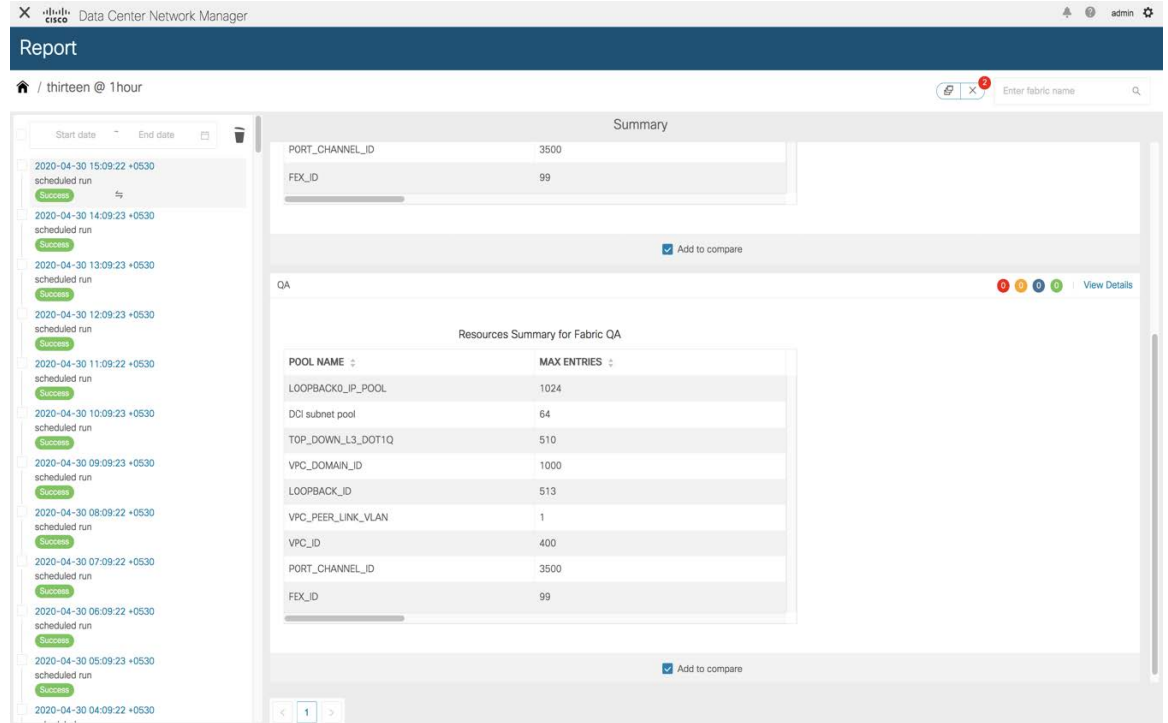 CISCO Data Center Network Manager
admin
Report
/ thirteen @ 1hour
2
Enter fabric name
Start date ~ End date
2020-04-30 15:09:22 +0530
scheduled run
Success
2020-04-30 14:09:23 +0530
scheduled run
Success
2020-04-30 13:09:23 +0530
scheduled run
Success
2020-04-30 12:09:23 +0530
scheduled run
Success
2020-04-30 11:09:22 +0530
scheduled run
Success
2020-04-30 10:09:23 +0530
scheduled run
Success
2020-04-30 09:09:23 +0530
scheduled run
Success
2020-04-30 08:09:22 +0530
scheduled run
Success
2020-04-30 07:09:22 +0530
scheduled run
Success
2020-04-30 06:09:22 +0530
scheduled run
Success
2020-04-30 05:09:23 +0530
scheduled run
Success
2020-04-30 04:09:22 +0530
Summary
PORT_CHANNEL_ID 3500
FEX_ID 99
Add to compare
QA 0 0 0 0 View Details
Resources Summary for Fabric QA
POOL NAME MAX ENTRIES
LOOPBACK0_IP_POOL 1024
DCI subnet pool 64
TOP_DOWN_L3_DOT1Q 510
VPC_DOMAIN_ID 1000
LOOPBACK_ID 513
VPC_PEER_LINK_VLAN 1
VPC_ID 400
PORT_CHANNEL_ID 3500
FEX_ID 99
Add to compare
< 1 >